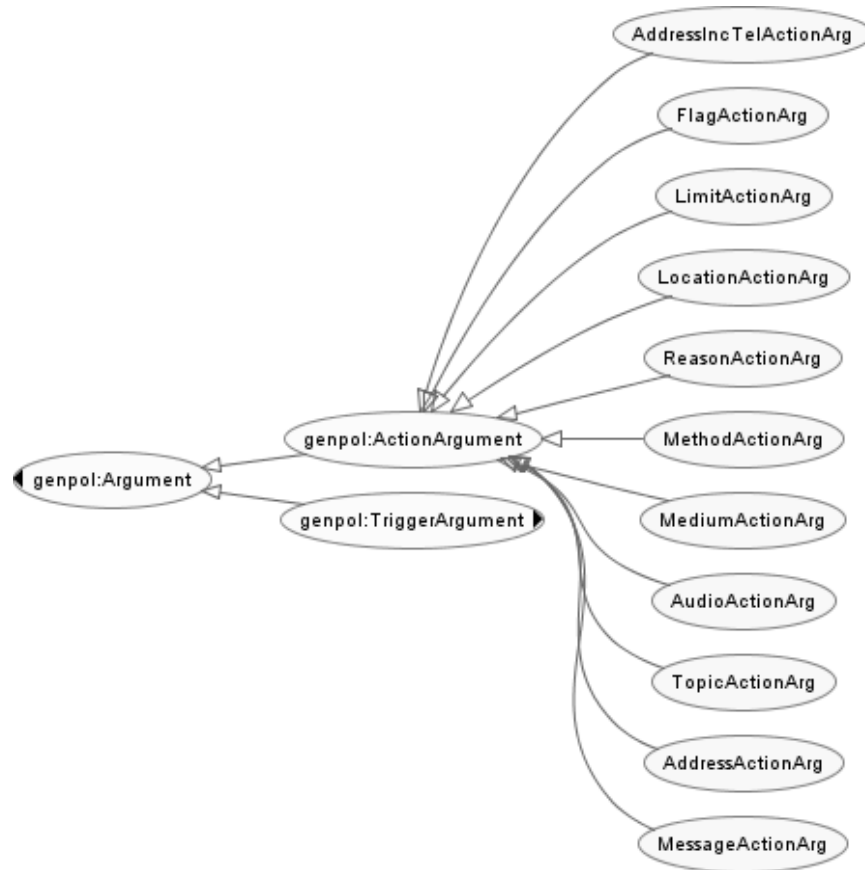 AddressIncTelActionArg
FlagActionArg
LimitActionArg
LocationActionArg
ReasonActionArg
genpol:ActionArgument
MethodActionArg
genpol:Argument
genpol:TriggerArgument
MediumActionArg
AudioActionArg
TopicActionArg
AddressActionArg
MessageActionArg